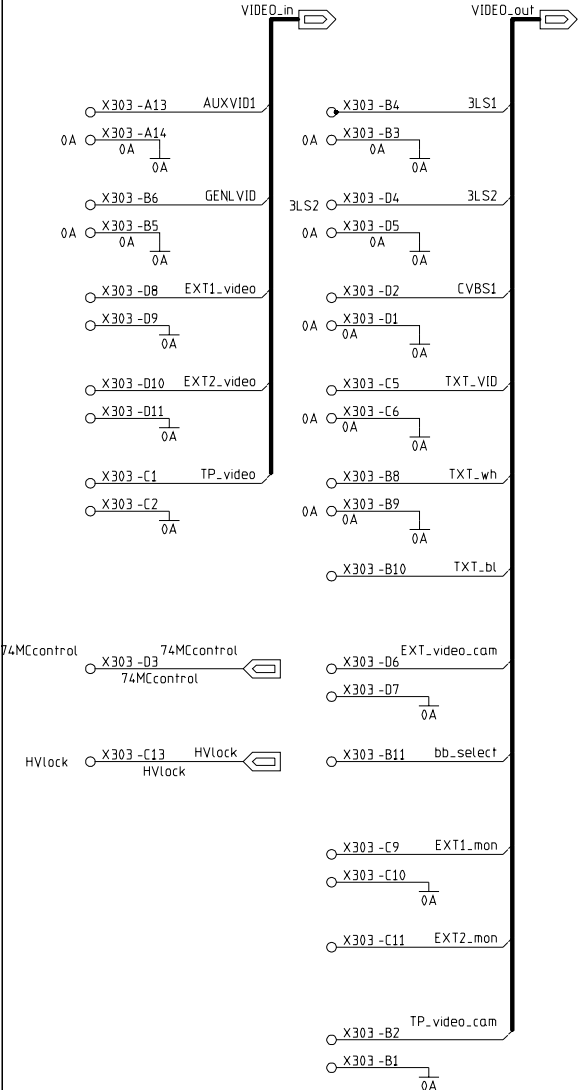 VIDEO_in
X303 -A13 AUXVID1
0A X303 -A14
0A
0A
X303 -B6 GENLVID
0A X303 -B5
0A
0A
X303 -D8 EXT1_video
X303 -D9
0A
X303 -D10 EXT2_video
X303 -D11
0A
X303 -C1 TP_video
X303 -C2
0A
74MCcontrol X303 -D3 74MCcontrol
74MCcontrol
HVlock X303 -C13 HVlock
HVlock
VIDEO_out
X303 -B4 3LS1
0A X303 -B3
0A
0A
3LS2 X303 -D4 3LS2
0A X303 -D5
0A
0A
X303 -D2 CVBS1
0A X303 -D1
0A
0A
X303 -C5 TXT_VID
0A X303 -C6
0A
0A
X303 -B8 TXT_wh
0A X303 -B9
0A
0A
X303 -B10 TXT_bl
EXT_video_cam
X303 -D6
X303 -D7
0A
X303 -B11 bb_select
X303 -C9 EXT1_mon
X303 -C10
0A
X303 -C11 EXT2_mon
TP_video_cam
X303 -B2
X303 -B1
0A